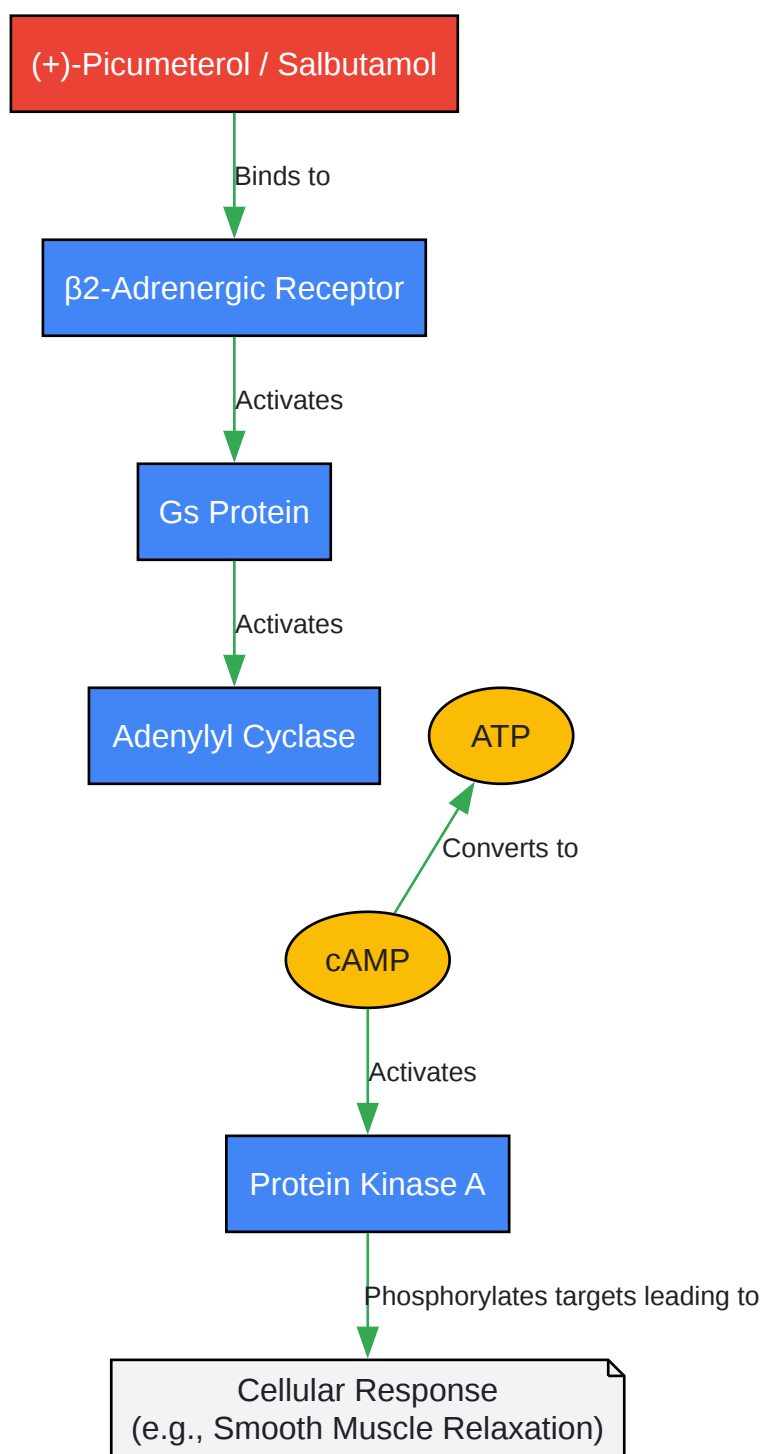 (+)-Picumeterol / Salbutamol
Binds to
β2-Adrenergic Receptor
Activates
Gs Protein
Activates
Adenylyl Cyclase
ATP
Converts to
cAMP
Activates
Protein Kinase A
Phosphorylates targets leading to
Cellular Response
(e.g., Smooth Muscle Relaxation)